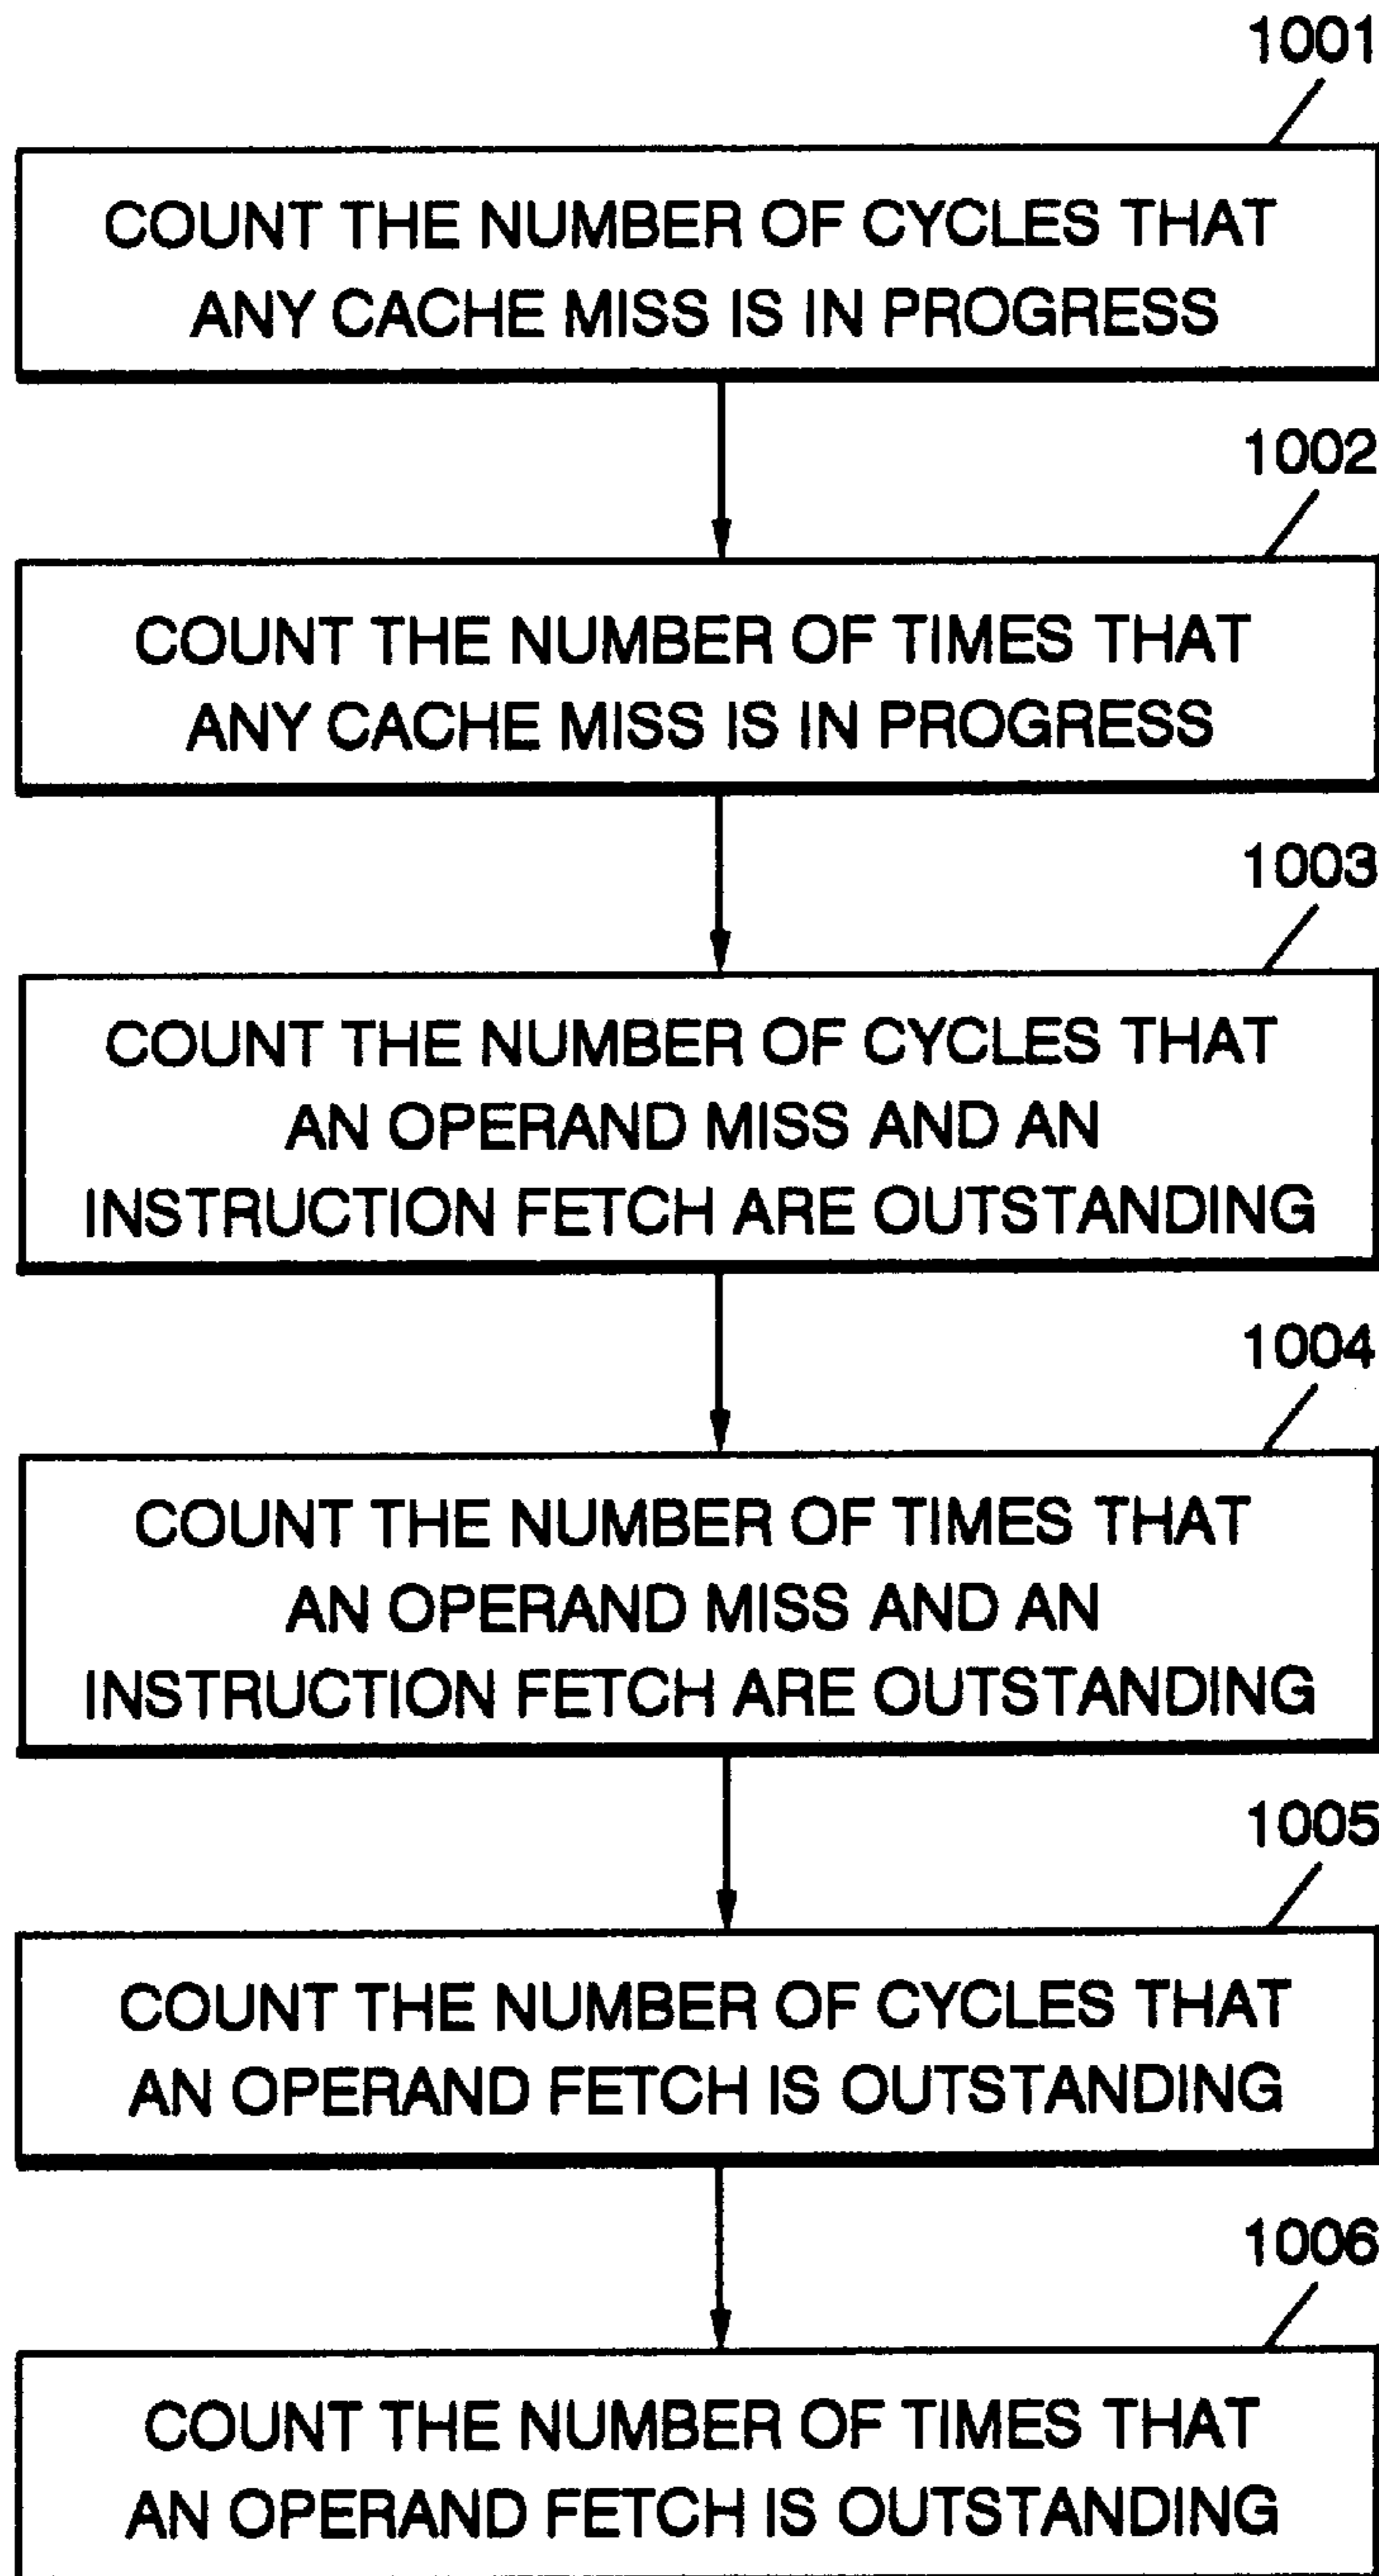 1001
COUNT THE NUMBER OF CYCLES THAT
ANY CACHE MISS IS IN PROGRESS
1002
COUNT THE NUMBER OF TIMES THAT
ANY CACHE MISS IS IN PROGRESS
1003
COUNT THE NUMBER OF CYCLES THAT
AN OPERAND MISS AND AN
INSTRUCTION FETCH ARE OUTSTANDING
1004
COUNT THE NUMBER OF TIMES THAT
AN OPERAND MISS AND AN
INSTRUCTION FETCH ARE OUTSTANDING
1005
COUNT THE NUMBER OF CYCLES THAT
AN OPERAND FETCH IS OUTSTANDING
1006
COUNT THE NUMBER OF TIMES THAT
AN OPERAND FETCH IS OUTSTANDING